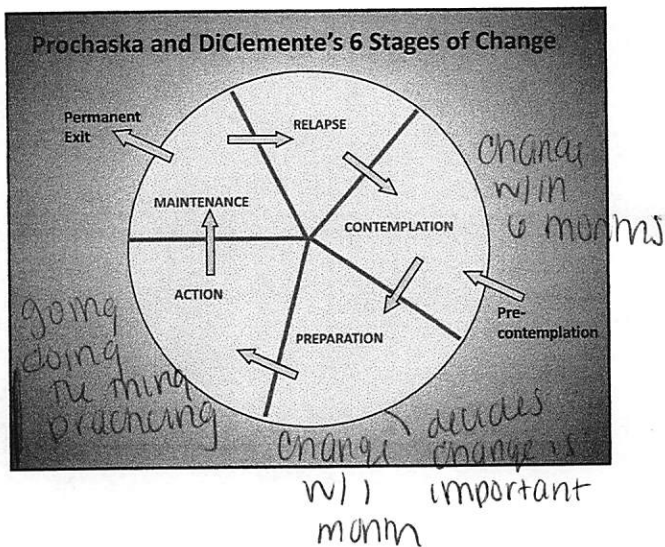 Prochaska and DiClemente's 6 Stages of Change
Permanent
Exit
RELAPSE
MAINTENANCE
CONTEMPLATION
ACTION
PREPARATION
Pre-
contemplation
change
w/in
6 months
going
doing
the thing
practicing
change
w/ 1
month
decides
change is
important